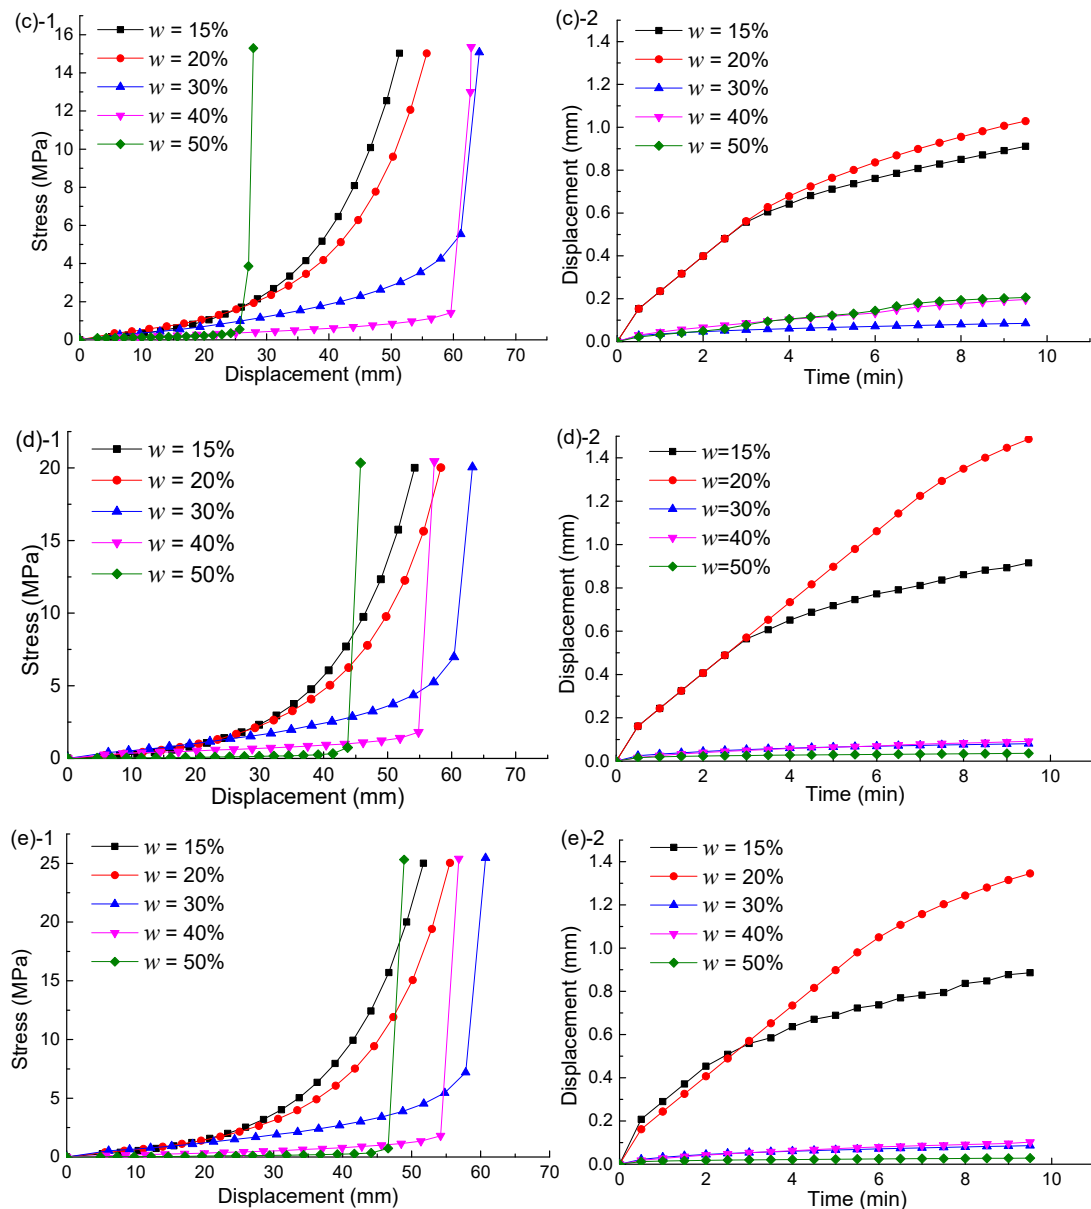 (c)-1
w = 15%
w = 20%
w = 30%
w = 40%
w = 50%
Stress (MPa)
16
14
12
10
8
6
4
2
0
0 10 20 30 40 50 60 70
Displacement (mm)
(c)-2
w = 15%
w = 20%
w = 30%
w = 40%
w = 50%
Displacement (mm)
1.4
1.2
1.0
0.8
0.6
0.4
0.2
0.0
0 2 4 6 8 10
Time (min)
(d)-1
w = 15%
w = 20%
w = 30%
w = 40%
w = 50%
Stress (MPa)
20
15
10
5
0
0 10 20 30 40 50 60 70
Displacement (mm)
(d)-2
w=15%
w=20%
w=30%
w=40%
w=50%
Displacement (mm)
1.4
1.2
1.0
0.8
0.6
0.4
0.2
0.0
0 2 4 6 8 10
Time (min)
(e)-1
w = 15%
w = 20%
w = 30%
w = 40%
w = 50%
Stress (MPa)
25
20
15
10
5
0
0 10 20 30 40 50 60 70
Displacement (mm)
(e)-2
w = 15%
w = 20%
w = 30%
w = 40%
w = 50%
Displacement (mm)
1.4
1.2
1.0
0.8
0.6
0.4
0.2
0.0
0 2 4 6 8 10
Time (min)